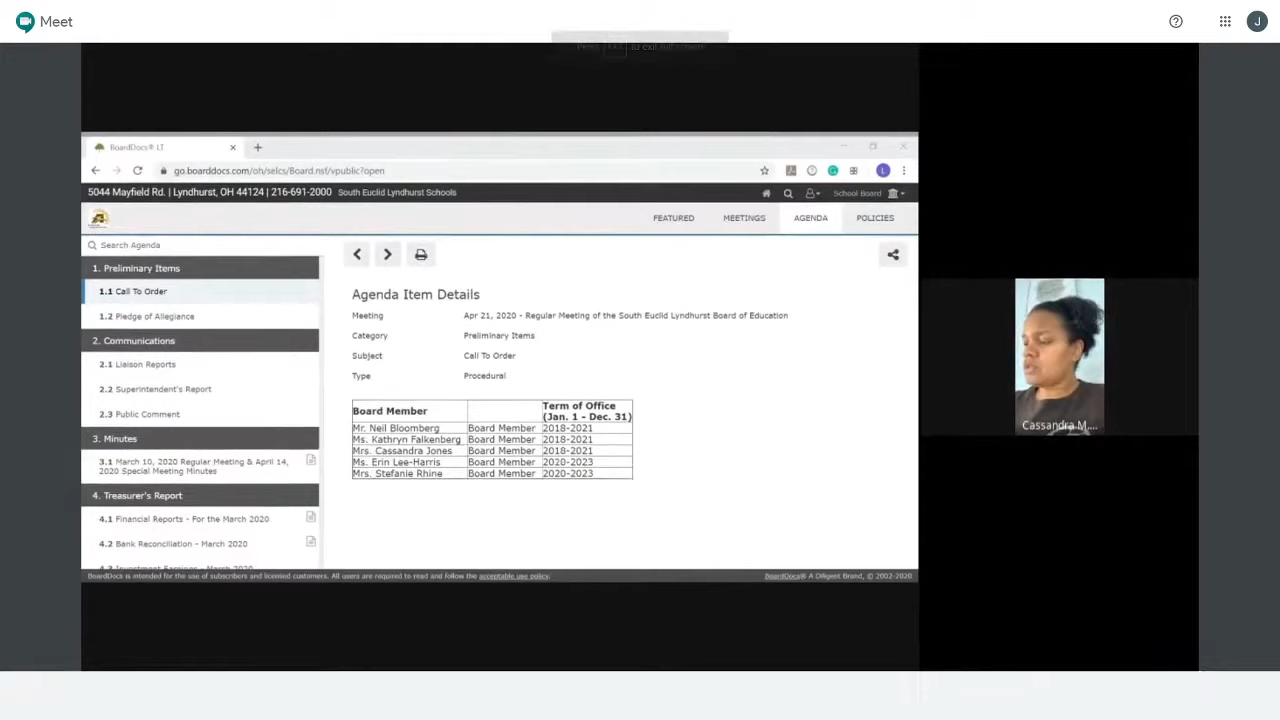 Meet
J
to exit full screen
BoardDocs® LT
go.boarddocs.com/oh/selcs/Board.nsf/vpublic?open
L
5044 Mayfield Rd. | Lyndhurst, OH 44124 | 216-691-2000 South Euclid Lyndhurst Schools
School Board
FEATURED MEETINGS AGENDA POLICIES
Search Agenda
1. Preliminary Items
1.1 Call To Order
1.2 Pledge of Allegiance
2. Communications
2.1 Liaison Reports
2.2 Superintendent's Report
2.3 Public Comment
3. Minutes
3.1 March 10, 2020 Regular Meeting & April 14,
2020 Special Meeting Minutes
4. Treasurer's Report
4.1 Financial Reports - For the March 2020
4.2 Bank Reconciliation - March 2020
4.3 Investment Earnings - March 2020
Agenda Item Details
Meeting Apr 21, 2020 - Regular Meeting of the South Euclid Lyndhurst Board of Education
Category Preliminary Items
Subject Call To Order
Type Procedural
Board Member Term of Office
(Jan. 1 - Dec. 31)
Mr. Neil Bloomberg Board Member 2018-2021
Ms. Kathryn Falkenberg Board Member 2018-2021
Mrs. Cassandra Jones Board Member 2018-2021
Ms. Erin Lee-Harris Board Member 2020-2023
Mrs. Stefanie Rhine Board Member 2020-2023
Cassandra M....
BoardDocs is intended for the use of subscribers and licensed customers. All users are required to read and follow the acceptable use policy.
BoardDocs® A Diligent Brand, © 2002-2020